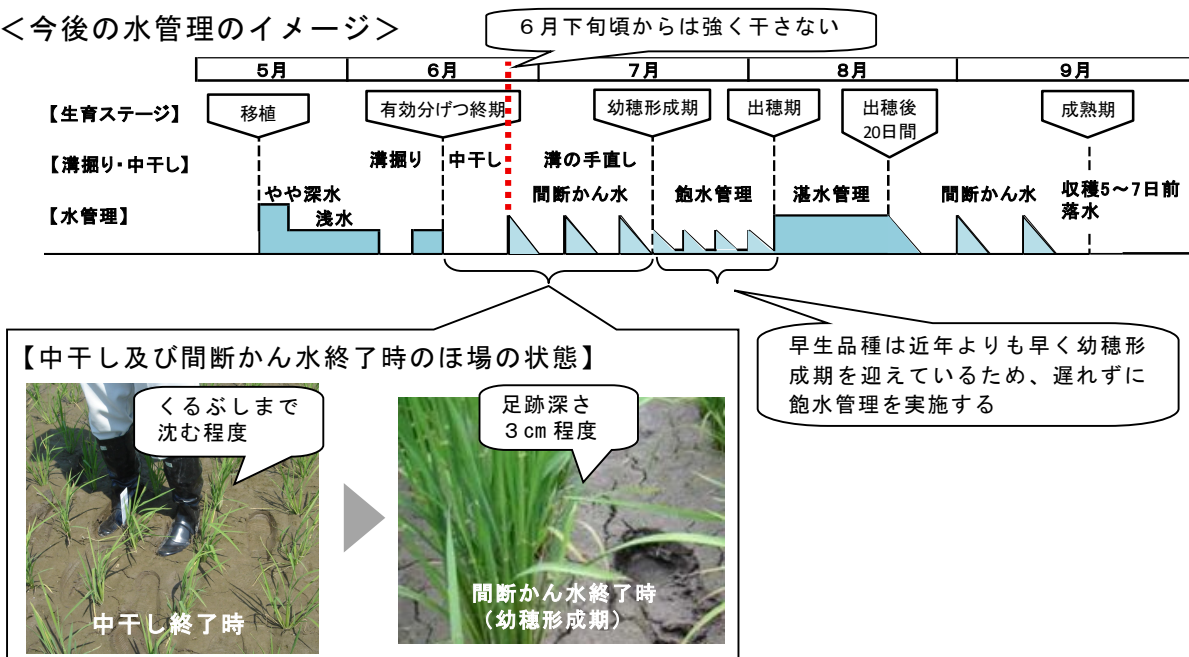 ＜今後の水管理のイメージ＞
６月下旬頃からは強く干さない
5月 6月 7月 8月 9月
【生育ステージ】
移植
有効分げつ終期
幼穂形成期
出穂期
出穂後
20日間
成熟期
【溝掘り・中干し】
溝掘り 中干し 溝の手直し
【水管理】
やや深水
浅水
間断かん水
飽水管理
湛水管理
間断かん水
収穫5～7日前
落水
早生品種は近年よりも早く幼穂形
成期を迎えているため、遅れずに
飽水管理を実施する
【中干し及び間断かん水終了時のほ場の状態】
くるぶしまで
沈む程度
中干し終了時
足跡深さ
３cm 程度
間断かん水終了時
（幼穂形成期）